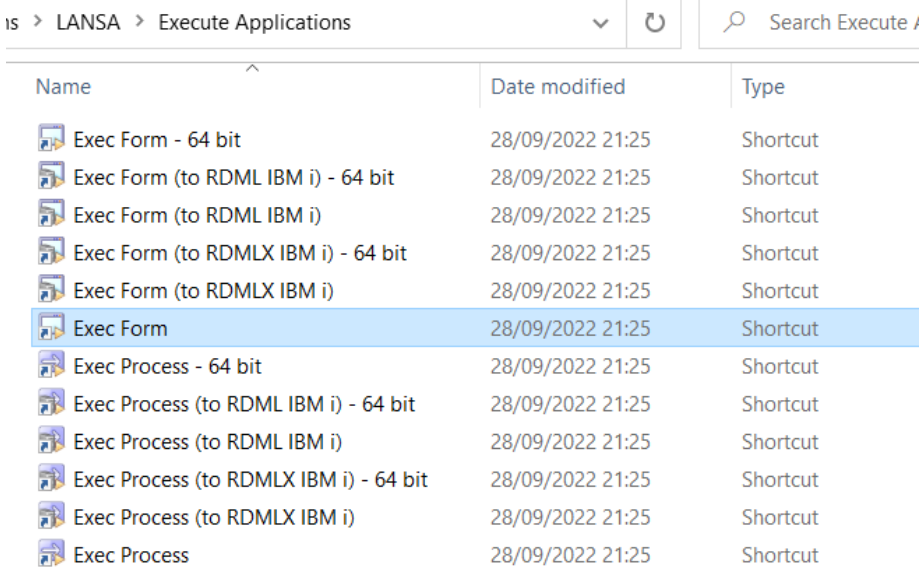 LANSA > Execute Applications Search Execute
Name Date modified Type
Exec Form - 64 bit 28/09/2022 21:25 Shortcut
Exec Form (to RDML IBM i) - 64 bit 28/09/2022 21:25 Shortcut
Exec Form (to RDML IBM i) 28/09/2022 21:25 Shortcut
Exec Form (to RDMLX IBM i) - 64 bit 28/09/2022 21:25 Shortcut
Exec Form (to RDMLX IBM i) 28/09/2022 21:25 Shortcut
Exec Form 28/09/2022 21:25 Shortcut
Exec Process - 64 bit 28/09/2022 21:25 Shortcut
Exec Process (to RDML IBM i) - 64 bit 28/09/2022 21:25 Shortcut
Exec Process (to RDML IBM i) 28/09/2022 21:25 Shortcut
Exec Process (to RDMLX IBM i) - 64 bit 28/09/2022 21:25 Shortcut
Exec Process (to RDMLX IBM i) 28/09/2022 21:25 Shortcut
Exec Process 28/09/2022 21:25 Shortcut